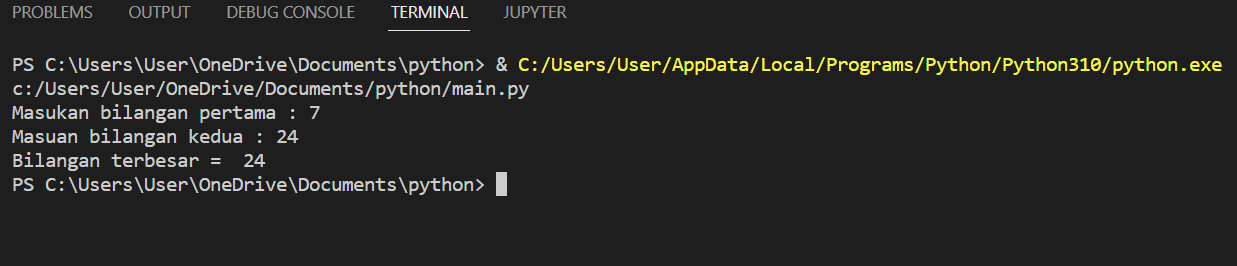 PROBLEMS OUTPUT DEBUG CONSOLE TERMINAL JUPYTER
PS C:\Users\User\OneDrive\Documents\python> & C:/Users/User/AppData/Local/Programs/Python/Python310/python.exe
c:/Users/User/OneDrive/Documents/python/main.py
Masukan bilangan pertama : 7
Masuan bilangan kedua : 24
Bilangan terbesar =  24
PS C:\Users\User\OneDrive\Documents\python>